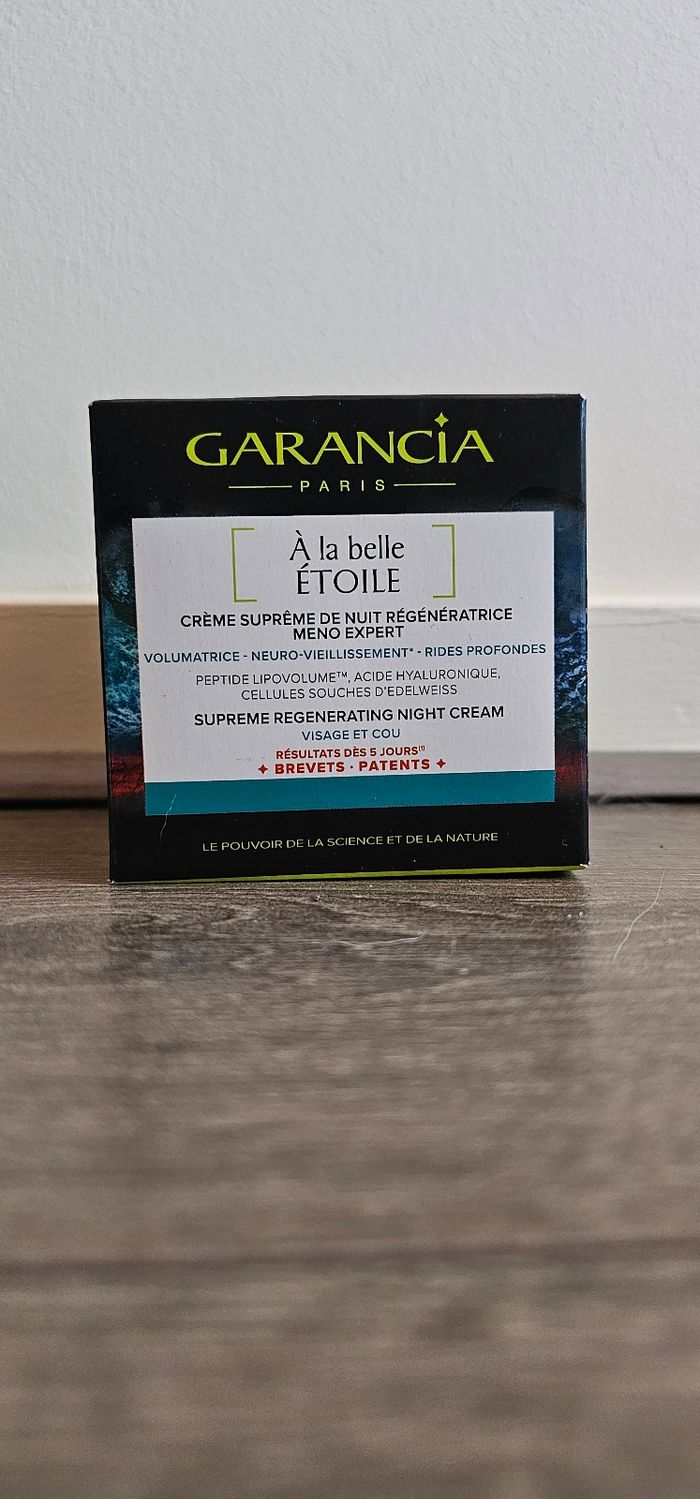 GARANCIA
PARIS
À la belle
ÉTOILE
CRÈME SUPRÊME DE NUIT RÉGÉNÉRATRICE
MENO EXPERT
VOLUMATRICE - NEURO-VIEILLISSEMENT* - RIDES PROFONDES
PEPTIDE LIPOVOLUME™, ACIDE HYALURONIQUE,
CELLULES SOUCHES D'EDELWEISS
SUPREME REGENERATING NIGHT CREAM
VISAGE ET COU
RÉSULTATS DÈS 5 JOURS(1)
BREVETS · PATENTS
LE POUVOIR DE LA SCIENCE ET DE LA NATURE